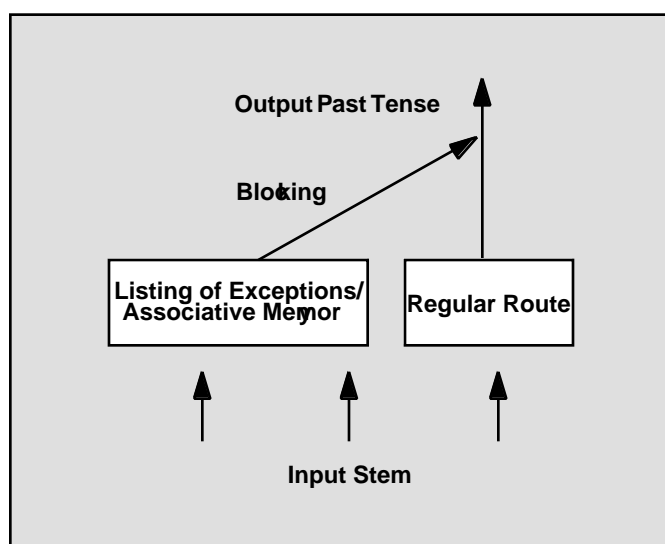 Output Past Tense
Blocking
Listing of Exceptions/
Associative Memory
Regular Route
Input Stem